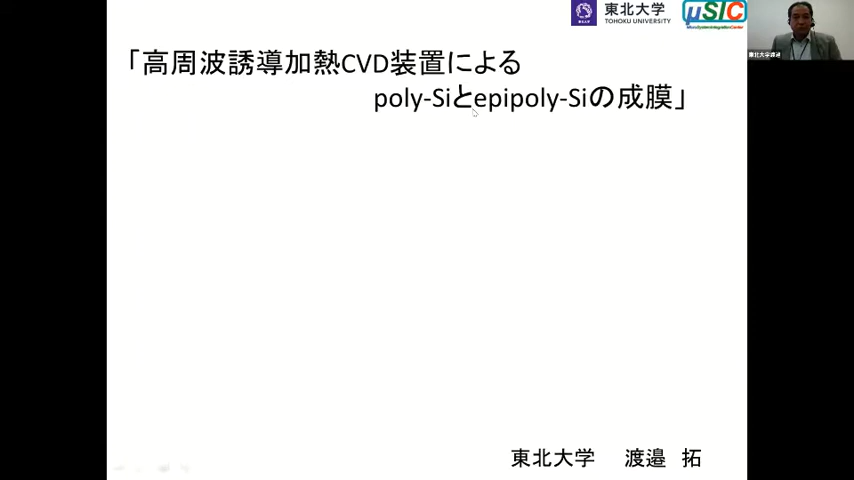 東北大学
TOHOKU UNIVERSITY
μSIC
「高周波誘導加熱CVD装置による
poly-Siとepipoly-Siの成膜」
東北大学 渡邉 拓